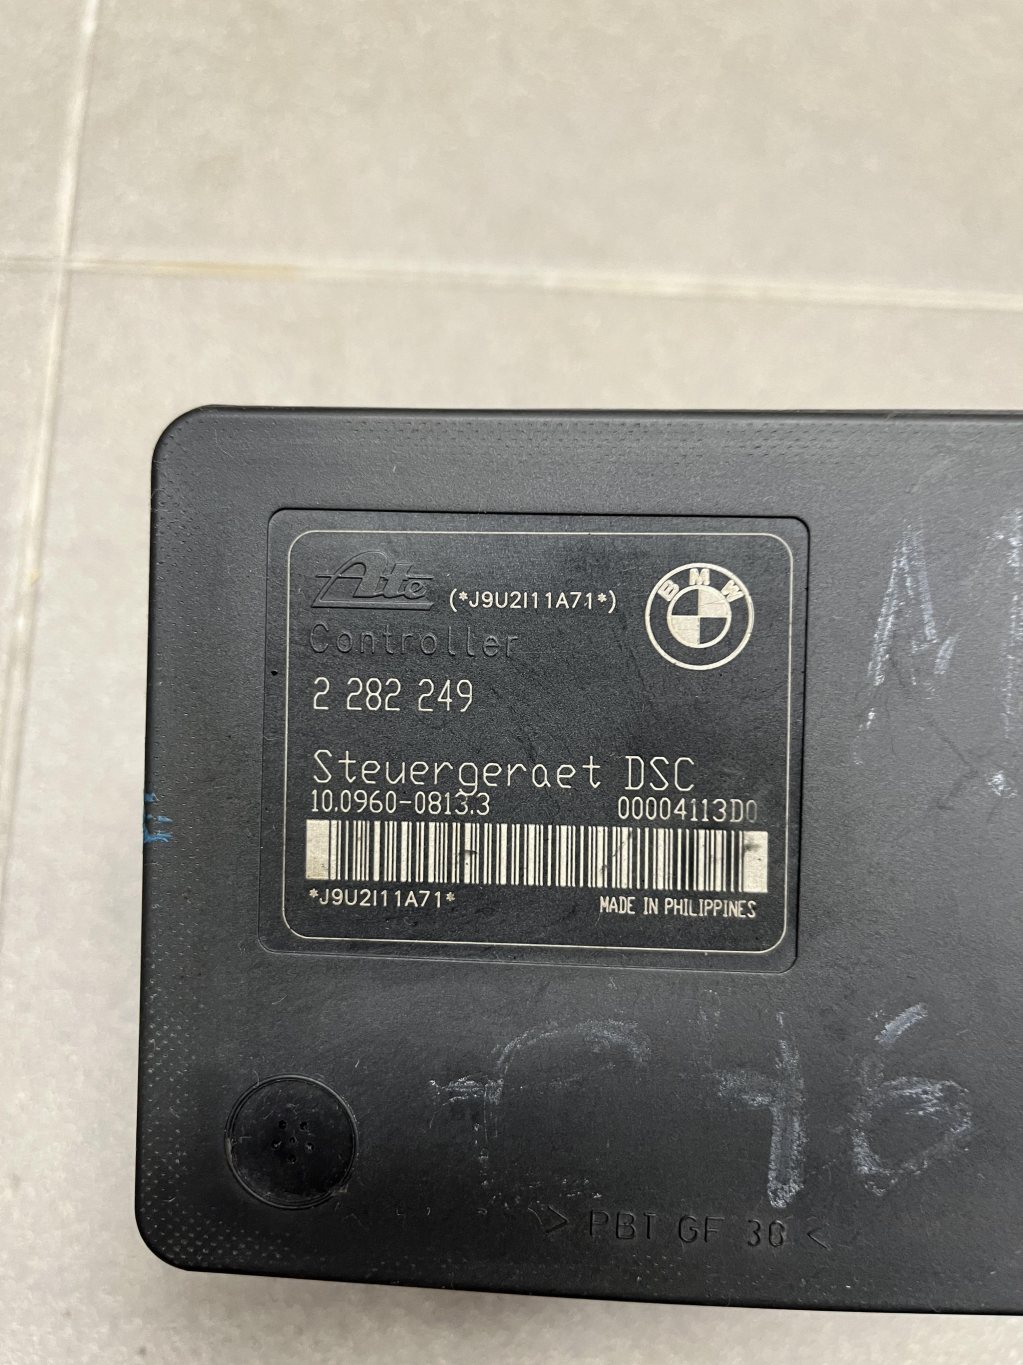 Ate (*J9U2I11A71*)
BMW
Controller
2 282 249
Steuergeraet DSC
10.0960-0813.3 00004113D0
*J9U2I11A71*
MADE IN PHILIPPINES
46
> PBT GF 30 <